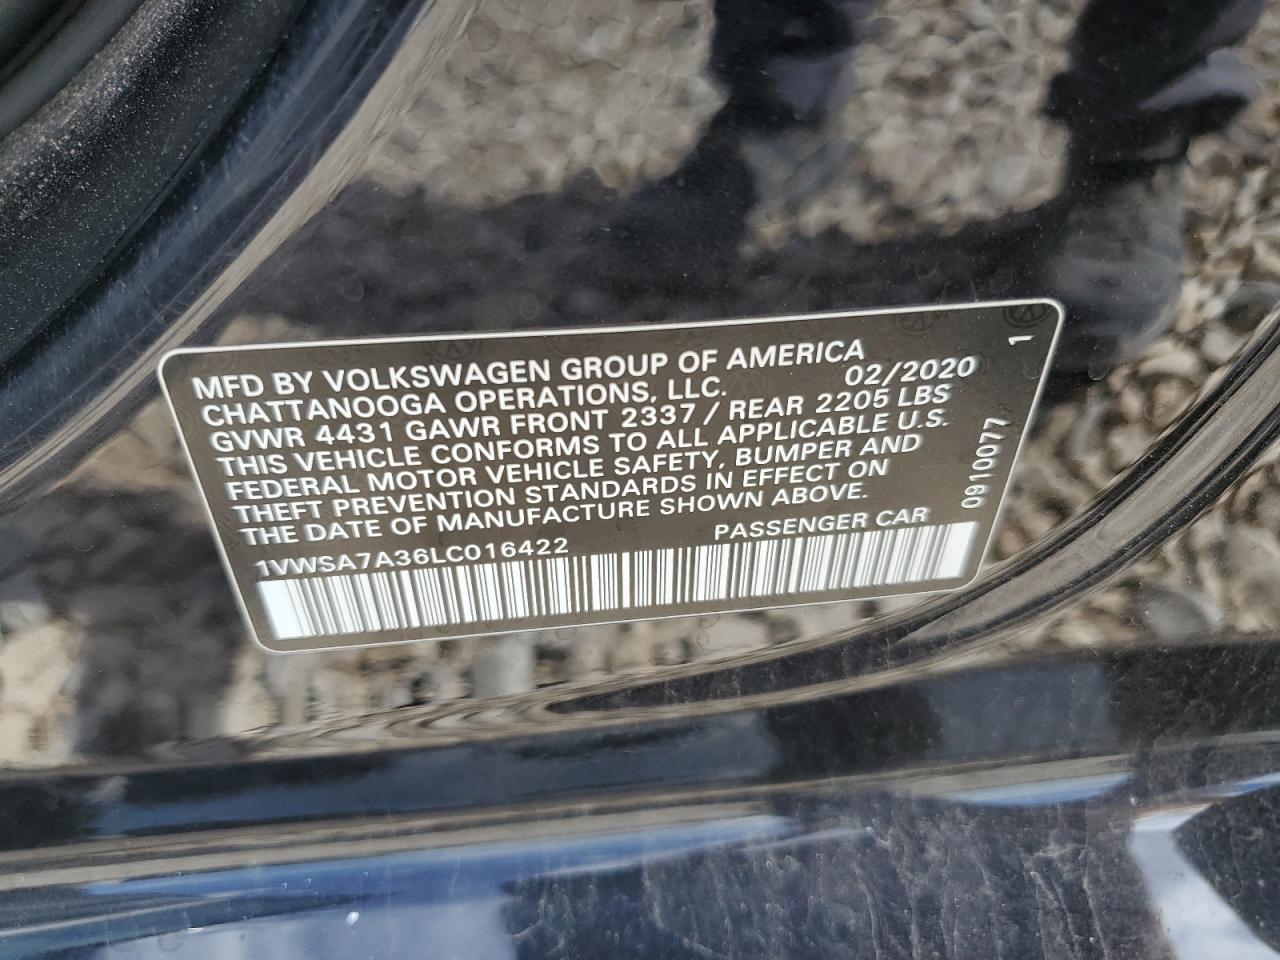 MFD BY VOLKSWAGEN GROUP OF AMERICA
CHATTANOOGA OPERATIONS, LLC. 02/2020 1
GVWR 4431 GAWR FRONT 2337 / REAR 2205 LBS
THIS VEHICLE CONFORMS TO ALL APPLICABLE U.S.
FEDERAL MOTOR VEHICLE SAFETY, BUMPER AND
THEFT PREVENTION STANDARDS IN EFFECT ON
THE DATE OF MANUFACTURE SHOWN ABOVE.
0910077
1VWSA7A36LC016422 PASSENGER CAR